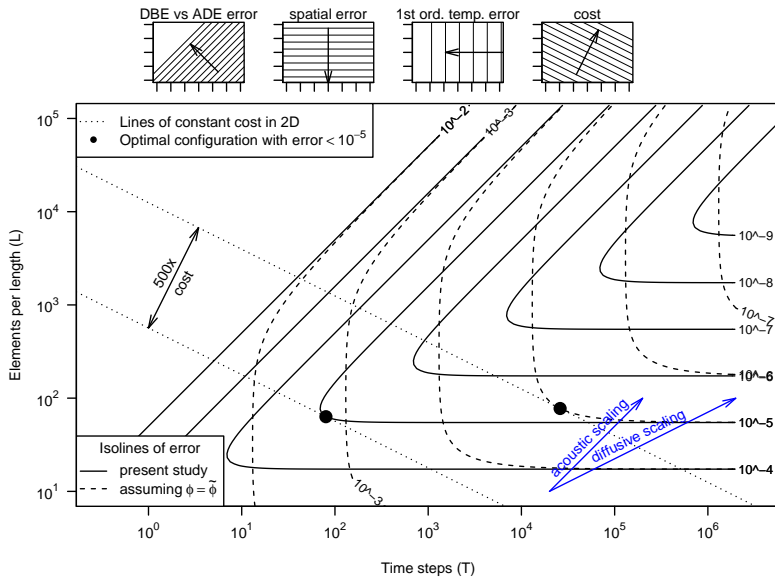 DBE vs ADE error
spatial error
1st ord. temp. error
cost
Lines of constant cost in 2D
Optimal configuration with error < 10^−5
10^−2
10^−3
10^5
10^4
10^3
10^2
10^1
Elements per length (L)
500x
cost
10^−9
10^−8
10^−7
10^−7
10^−6
10^−5
10^−4
10^−3
acoustic scaling
diffusive scaling
Isolines of error
present study
assuming ϕ = ϕ̃
10^0
10^2
10^3
10^4
10^5
10^6
Time steps (T)